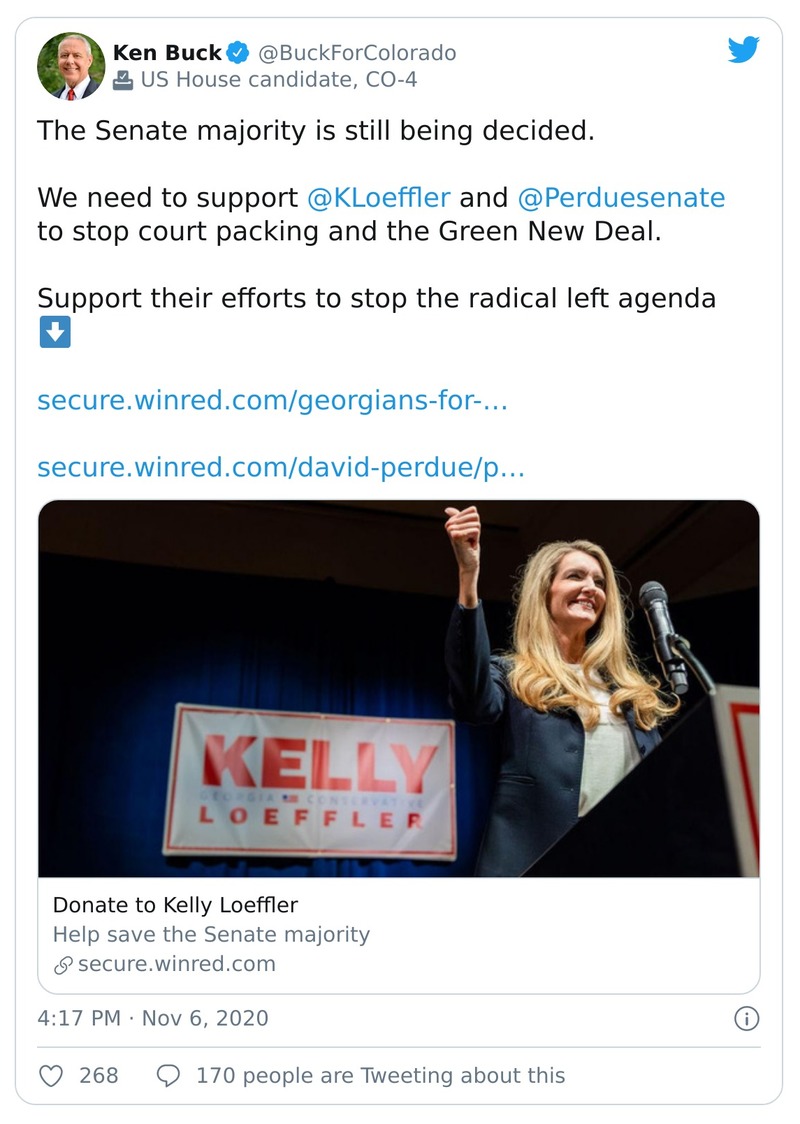 Ken Buck @BuckForColorado
US House candidate, CO-4
The Senate majority is still being decided.
We need to support @KLoeffler and @Perduesenate
to stop court packing and the Green New Deal.
Support their efforts to stop the radical left agenda
secure.winred.com/georgians-for-…
secure.winred.com/david-perdue/p…
KELLY
GEORGIA CONSERVATIVE
LOEFFLER
Donate to Kelly Loeffler
Help save the Senate majority
secure.winred.com
4:17 PM · Nov 6, 2020
268 170 people are Tweeting about this